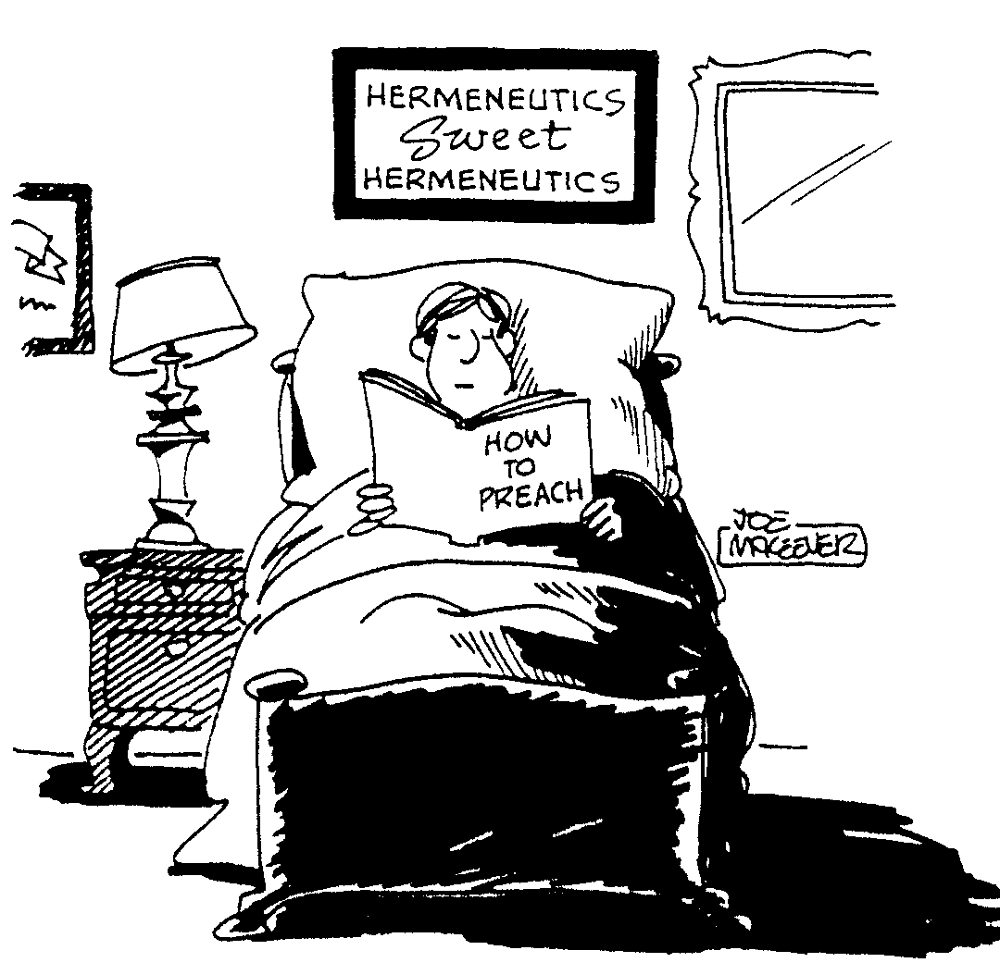 HERMENEUTICS
Sweet
HERMENEUTICS
HOW
TO
PREACH
JOE
MCKEEVER